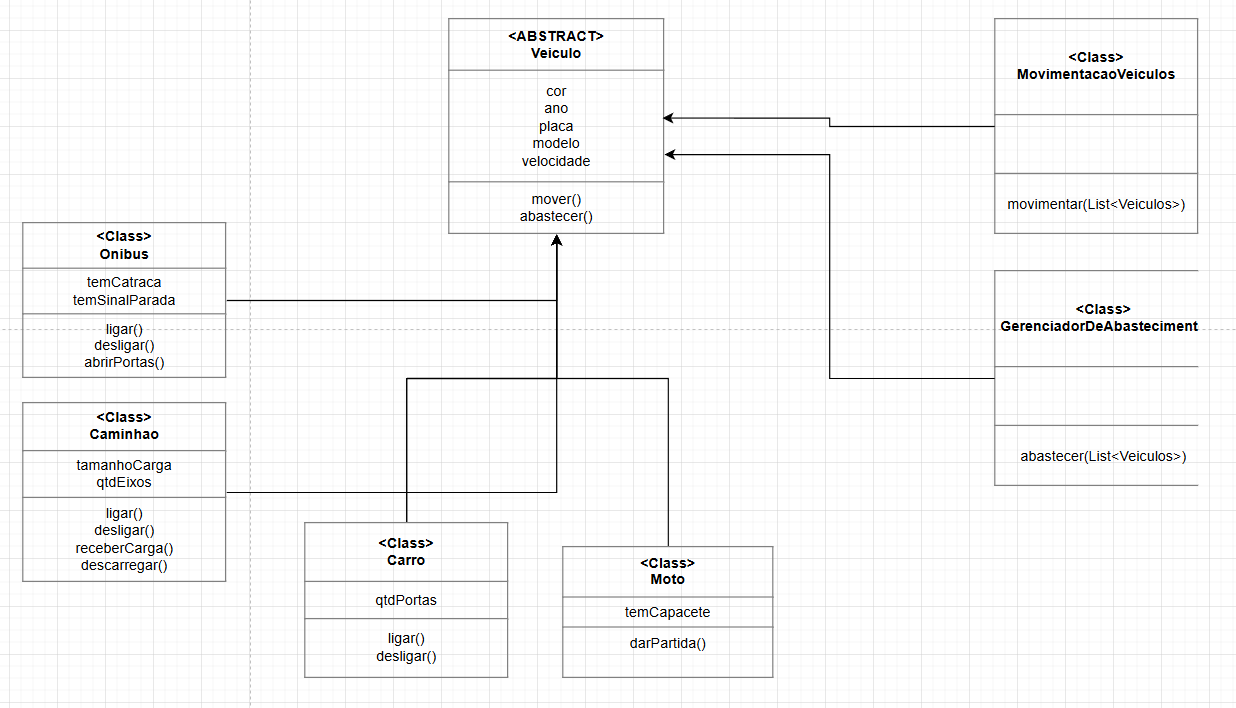 <ABSTRACT>
Veiculo
cor
ano
placa
modelo
velocidade
mover()
abastecer()
<Class>
MovimentacaoVeiculos
movimentar(List<Veiculos>)
<Class>
Onibus
temCatraca
temSinalParada
ligar()
desligar()
abrirPortas()
<Class>
GerenciadorDeAbasteciment
abastecer(List<Veiculos>)
<Class>
Caminhao
tamanhoCarga
qtdEixos
ligar()
desligar()
receberCarga()
descarregar()
<Class>
Carro
qtdPortas
ligar()
desligar()
<Class>
Moto
temCapacete
darPartida()